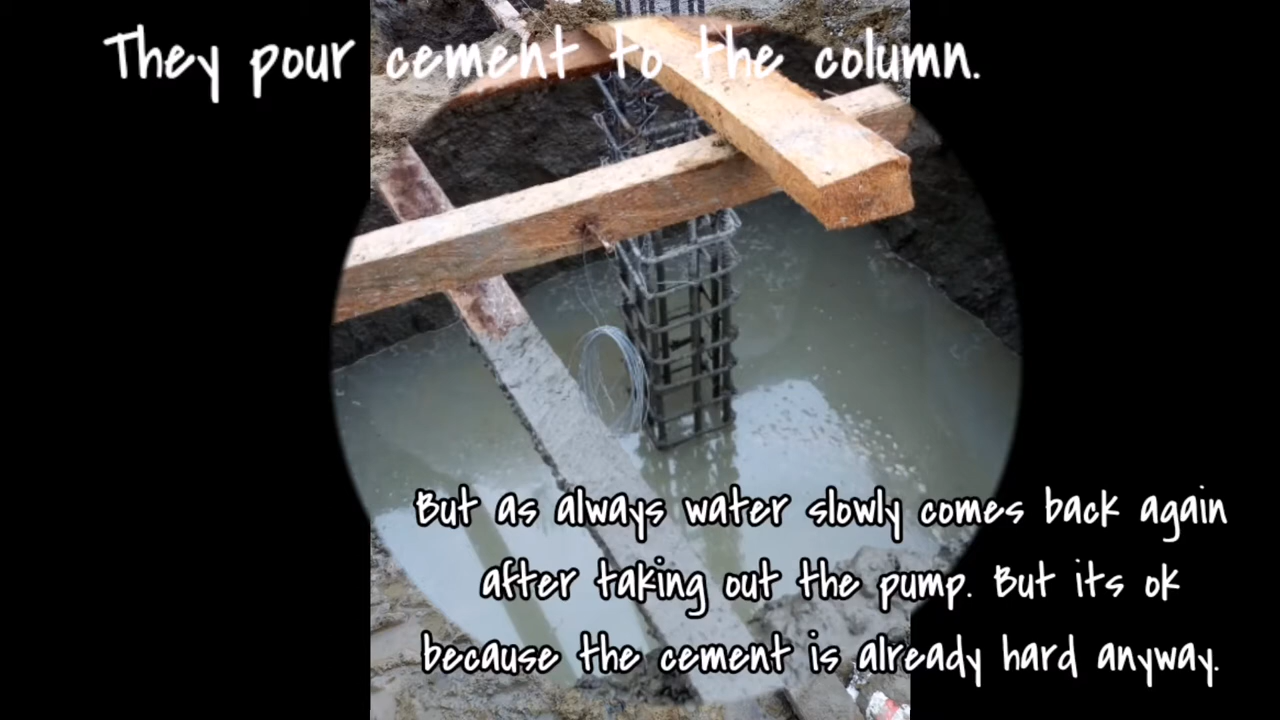 They pour cement to the column.
But as always water slowly comes back again
after taking out the pump. But its ok
because the cement is already hard anyway.